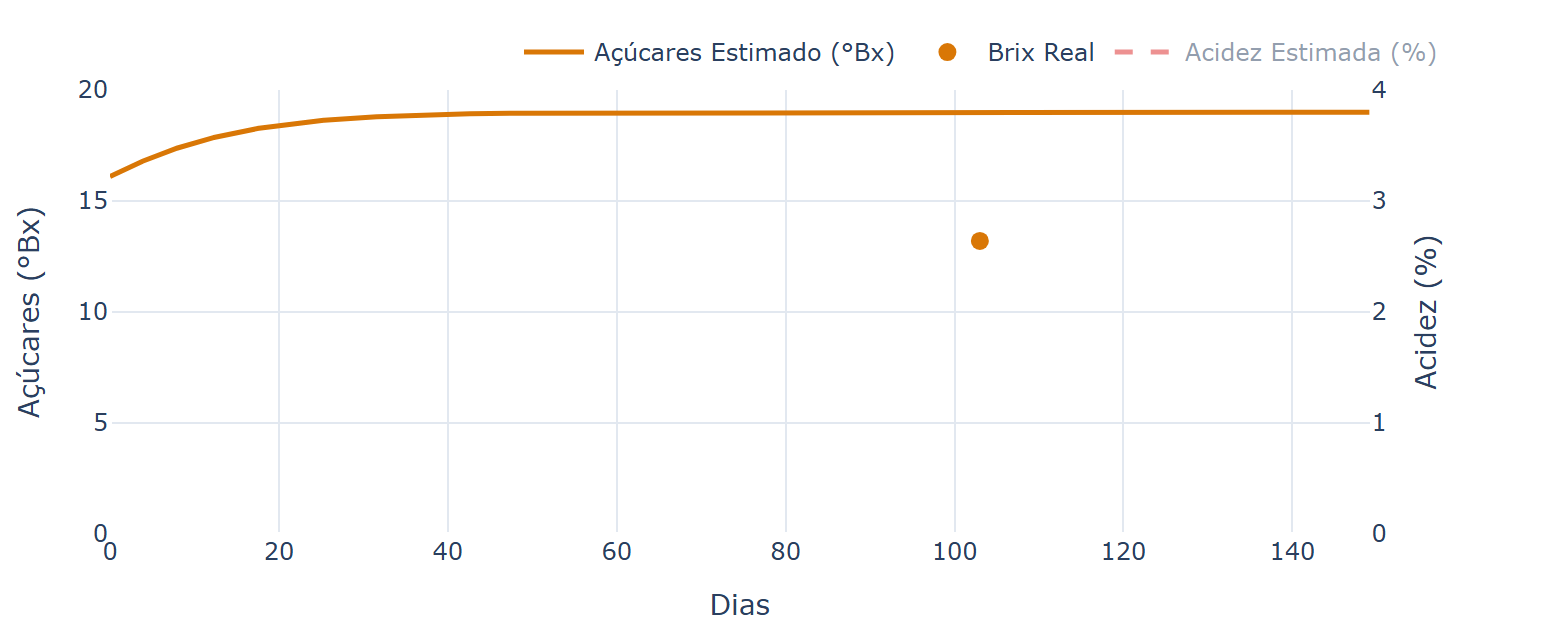 Açúcares Estimado (°Bx) Brix Real Acidez Estimada (%)
20 4
15 3
10 2
5 1
0 0
0 20 40 60 80 100 120 140
Açúcares (°Bx)
Acidez (%)
Dias